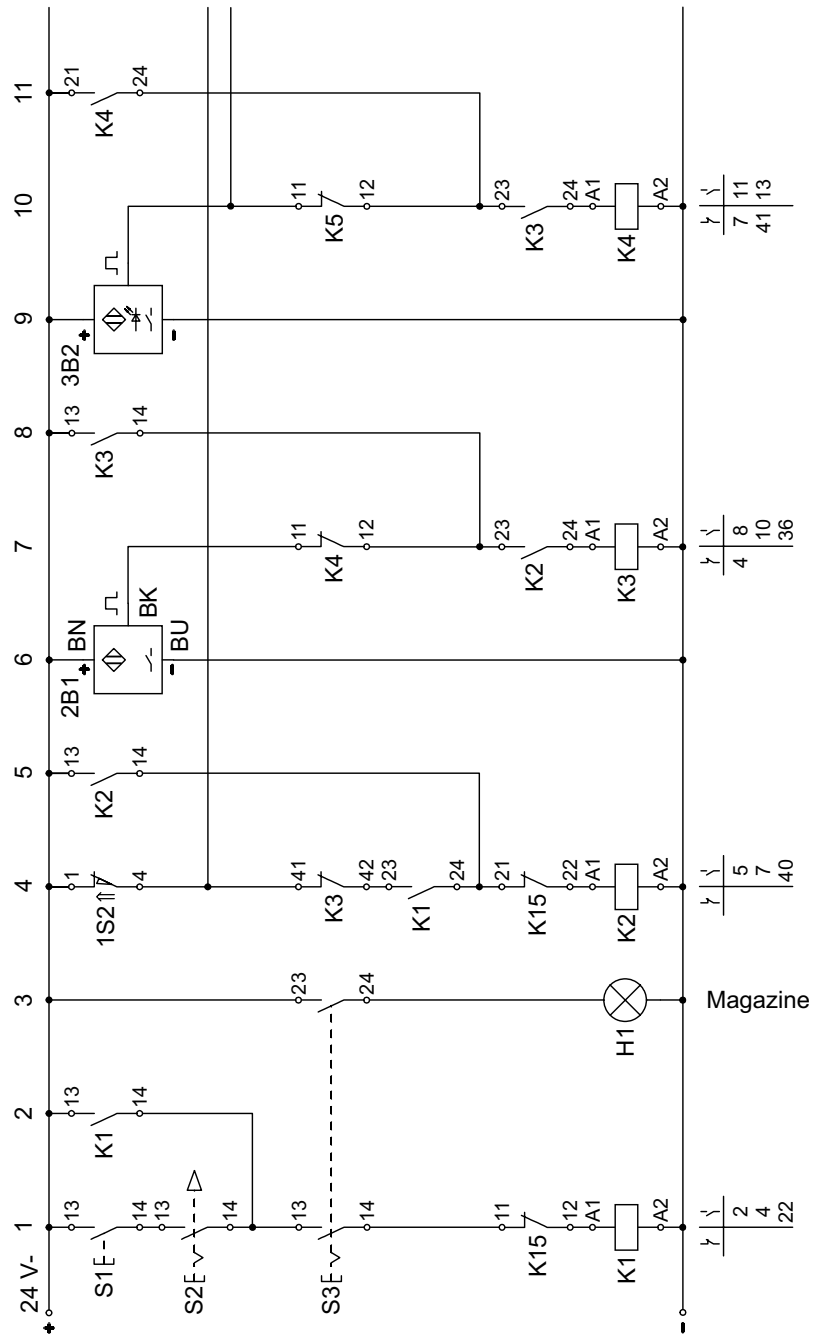 24 V-
1
2
3
4
5
6
7
8
9
10
11
+
S1
13
14
S2
13
14
S3
13
14
K15
11
12
K1
A1
A2
K1
13
14
23
24
H1
Magazine
1S2
1
4
K3
41
42
K1
23
24
K15
21
22
K2
A1
A2
K2
13
14
2B1
+
BN
BK
BU
-
K4
11
12
K2
23
24
K3
A1
A2
K3
13
14
3B2
+
-
K5
11
12
K3
23
24
K4
A1
A2
K4
21
24
-
2
4
22
5
7
40
4 8
10
36
7 11
41 13